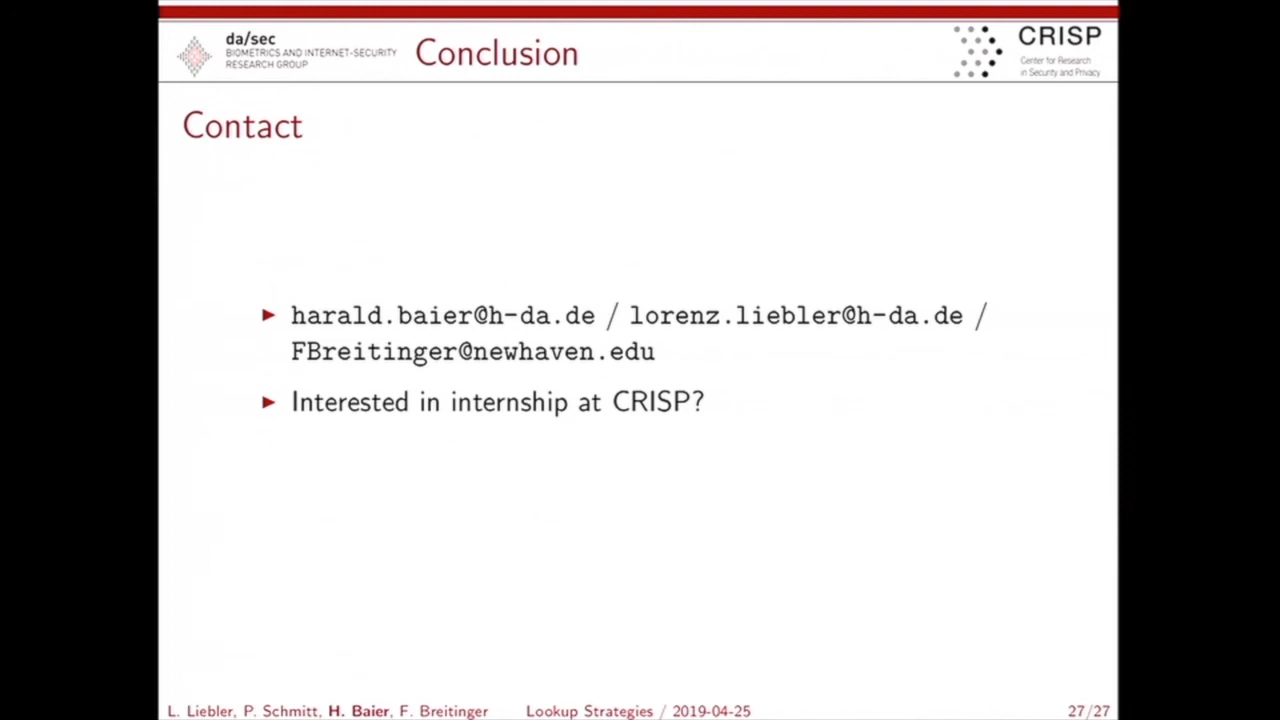 da/sec
BIOMETRICS AND INTERNET-SECURITY
RESEARCH GROUP
Conclusion
CRISP
Center for Research
in Security and Privacy
Contact
▶ harald.baier@h-da.de / lorenz.liebler@h-da.de /
FBreitinger@newhaven.edu
▶ Interested in internship at CRISP?
L. Liebler, P. Schmitt, H. Baier, F. Breitinger
Lookup Strategies / 2019-04-25
27/27